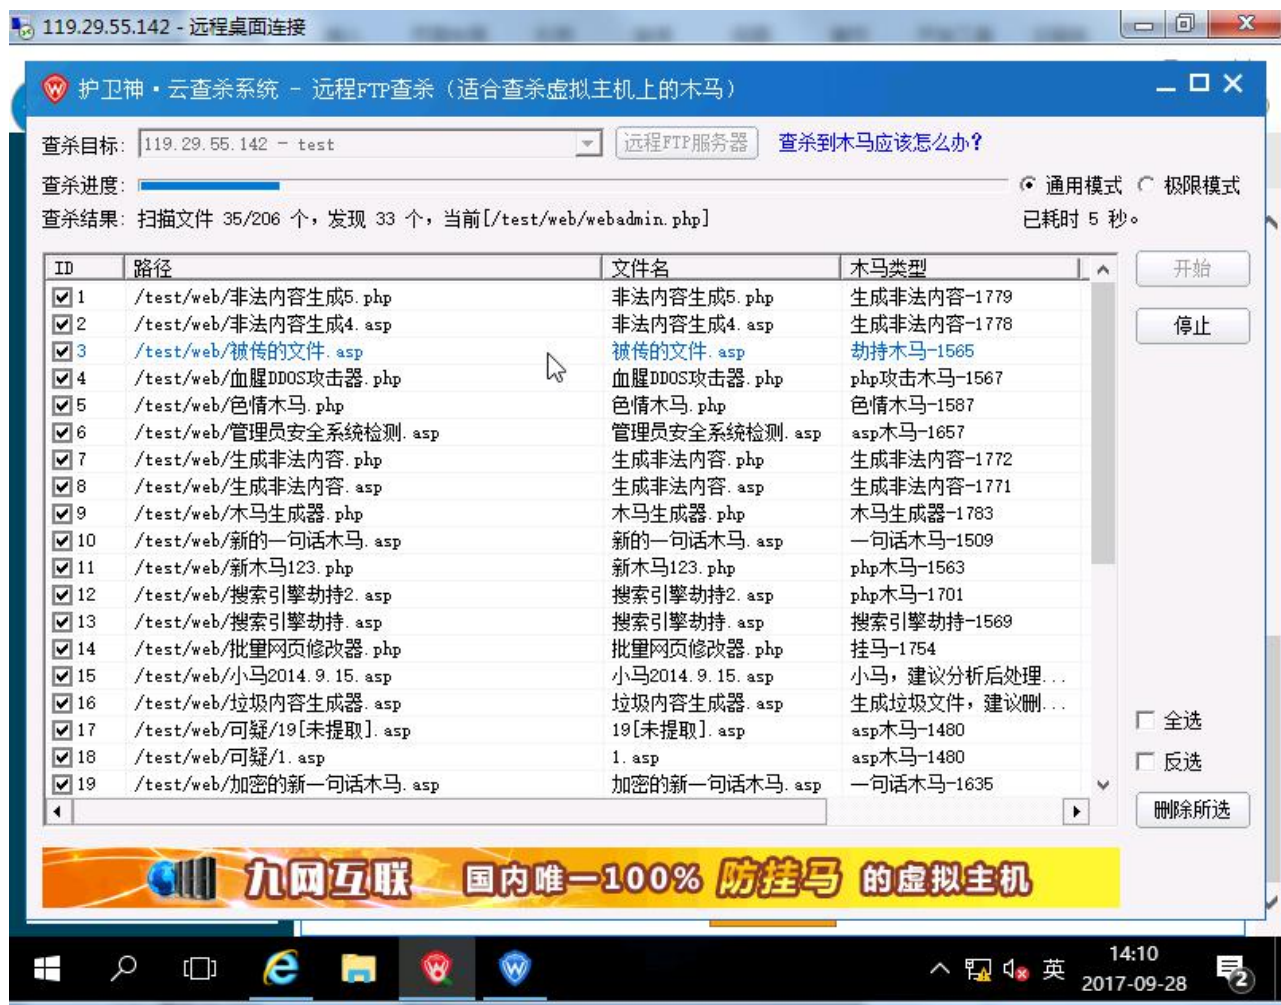 119.29.55.142 - 远程桌面连接
护卫神·云查杀系统 - 远程FTP查杀（适合查杀虚拟主机上的木马）
查杀目标: 119.29.55.142 - test 远程FTP服务器 查杀到木马应该怎么办?
查杀进度: 通用模式 极限模式
查杀结果: 扫描文件 35/206 个，发现 33 个，当前[/test/web/webadmin.php] 已耗时 5 秒。
ID 路径 文件名 木马类型 开始
1 /test/web/非法内容生成5.php 非法内容生成5.php 生成非法内容-1779
2 /test/web/非法内容生成4.asp 非法内容生成4.asp 生成非法内容-1778 停止
3 /test/web/被传的文件.asp 被传的文件.asp 劫持木马-1565
4 /test/web/血腥DDOS攻击器.php 血腥DDOS攻击器.php php攻击木马-1567
5 /test/web/色情木马.php 色情木马.php 色情木马-1587
6 /test/web/管理员安全系统检测.asp 管理员安全系统检测.asp asp木马-1657
7 /test/web/生成非法内容.php 生成非法内容.php 生成非法内容-1772
8 /test/web/生成非法内容.asp 生成非法内容.asp 生成非法内容-1771
9 /test/web/木马生成器.php 木马生成器.php 木马生成器-1783
10 /test/web/新的一句话木马.asp 新的一句话木马.asp 一句话木马-1509
11 /test/web/新木马123.php 新木马123.php php木马-1563
12 /test/web/搜索引擎劫持2.asp 搜索引擎劫持2.asp php木马-1701
13 /test/web/搜索引擎劫持.asp 搜索引擎劫持.asp 搜索引擎劫持-1569
14 /test/web/批里网页修改器.php 批里网页修改器.php 挂马-1754
15 /test/web/小马2014.9.15.asp 小马2014.9.15.asp 小马，建议分析后处理...
16 /test/web/垃圾内容生成器.asp 垃圾内容生成器.asp 生成垃圾文件，建议删...
17 /test/web/可疑/19[未提取].asp 19[未提取].asp asp木马-1480 全选
18 /test/web/可疑/1.asp 1.asp asp木马-1480 反选
19 /test/web/加密的新一句话木马.asp 加密的新一句话木马.asp 一句话木马-1635
删除所选
九网互联 国内唯一100% 防挂马 的虚拟主机
英 14:10
2017-09-28 2